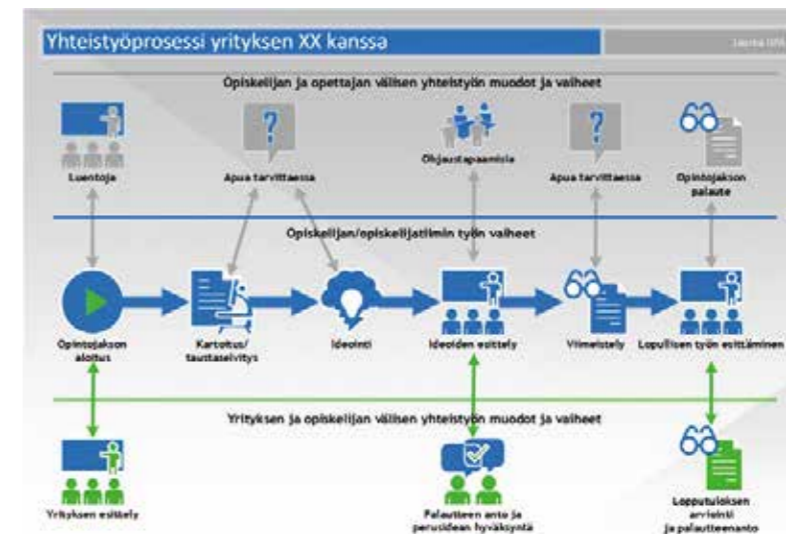 Yhteistyöprosessi yrityksen XX kanssa
Opiskelijan ja opettajan välisen yhteistyön muodot ja vaiheet
?
?
Luentoja
Apua tarvittaessa
Ohjaustapaamisia
Apua tarvittaessa
Opintojakson
palaute
Opiskelijan/opiskelijatiimin työn vaiheet
Opintojakson
aloitus
Kartoitus/
taustaselvitys
Ideointi
Ideoiden esittely
Viimeistely
Lopullisen työn esittäminen
Yrityksen ja opiskelijan välisen yhteistyön muodot ja vaiheet
Yrityksen esittely
Palautteen anto ja
perusidean hyväksyntä
Lopputuloksen
arviointi
ja palautteenanto